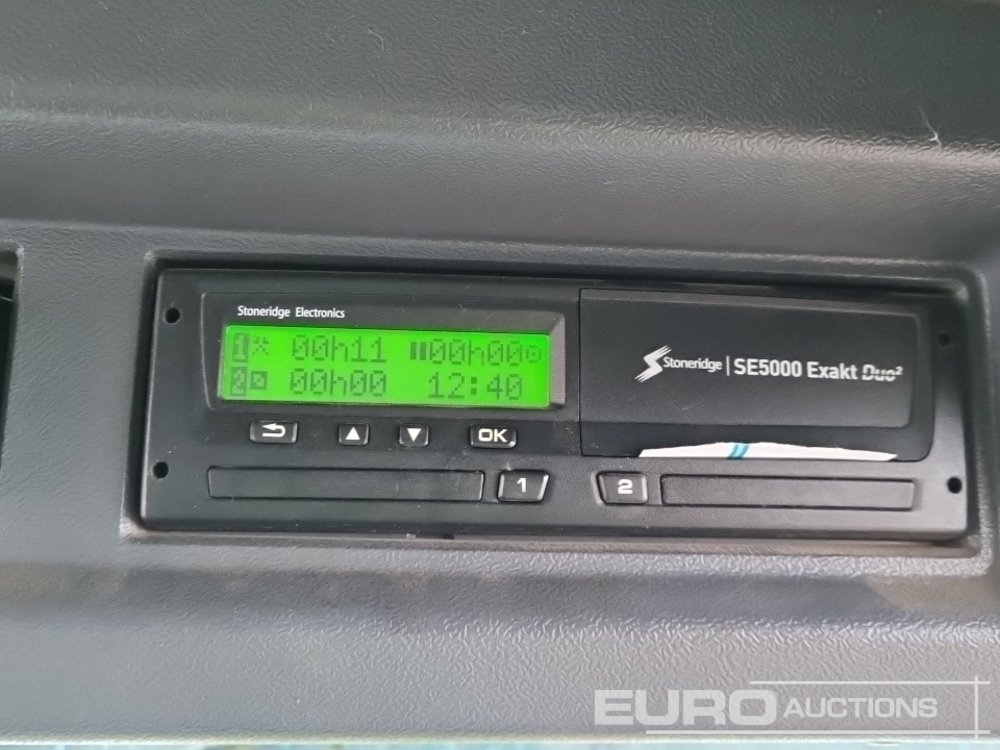 Stoneridge Electronics
1 00h11 00h00
2 00h00 12:40
Stoneridge | SE5000 Exakt Duo²
OK
1
2
EURO AUCTIONS